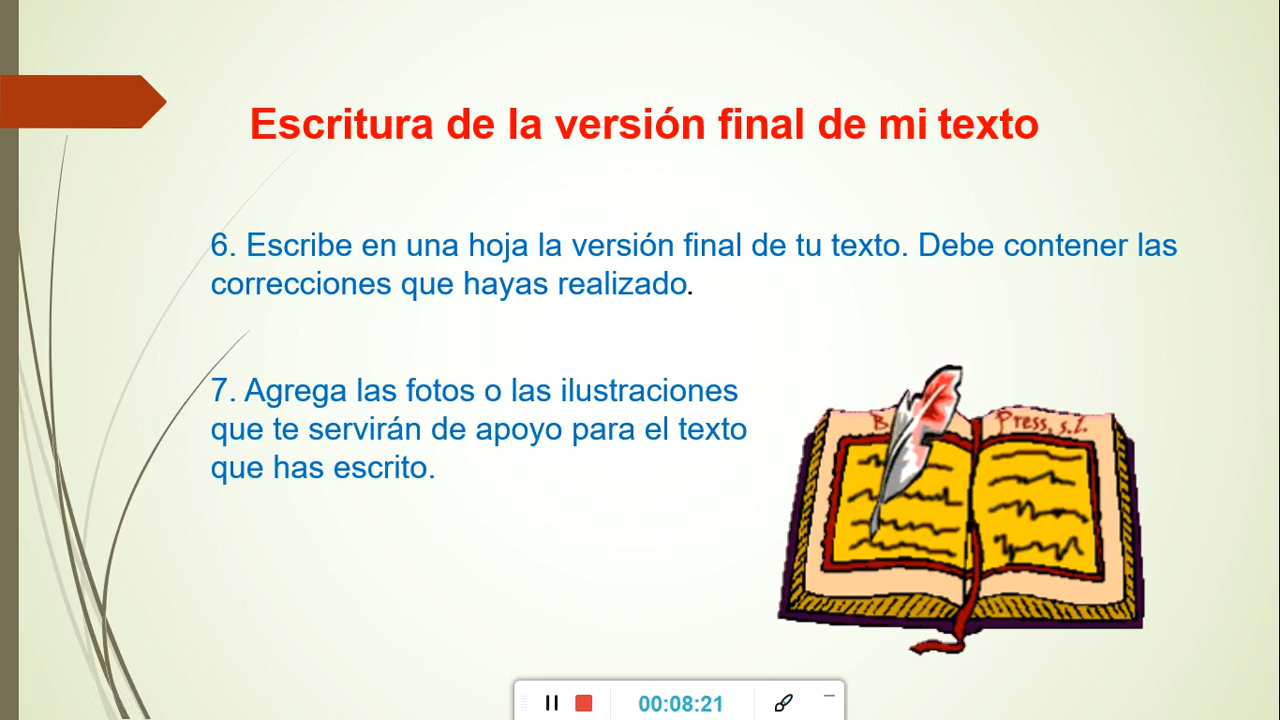 Escritura de la versión final de mi texto
6. Escribe en una hoja la versión final de tu texto. Debe contener las
correcciones que hayas realizado.
7. Agrega las fotos o las ilustraciones
que te servirán de apoyo para el texto
que has escrito.
Press, s.l.
00:08:21